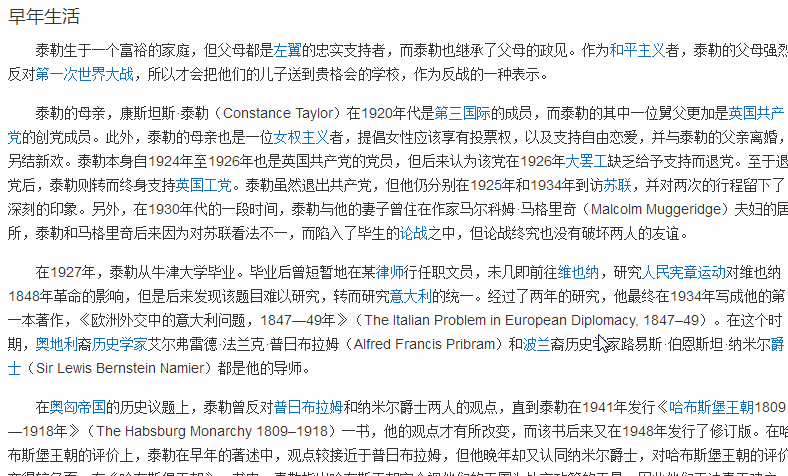 早年生活
泰勒生于一个富裕的家庭，但父母都是左翼的忠实支持者，而泰勒也继承了父母的政见。作为和平主义者，泰勒的父母强烈
反对第一次世界大战，所以才会把他们的儿子送到贵格会的学校，作为反战的一种表示。
泰勒的母亲，康斯坦斯·泰勒（Constance Taylor）在1920年代是第三国际的成员，而泰勒的其中一位舅父更加是英国共产
党的创党成员。此外，泰勒的母亲也是一位女权主义者，提倡女性应该享有投票权，以及支持自由恋爱，并与泰勒的父亲离婚，
另结新欢。泰勒本身自1924年至1926年也是英国共产党的党员，但后来认为该党在1926年大罢工缺乏给予支持而退党。至于退
党后，泰勒则转而终身支持英国工党。泰勒虽然退出共产党，但他仍分别在1925年和1934年到访苏联，并对两次的行程留下了
深刻的印象。另外，在1930年代的一段时间，泰勒与他的妻子曾住在作家马尔科姆·马格里奇（Malcolm Muggeridge）夫妇的居
所，泰勒和马格里奇后来因为对苏联看法不一，而陷入了毕生的论战之中，但论战终究也没有破坏两人的友谊。
在1927年，泰勒从牛津大学毕业。毕业后曾短暂地在某律师行任职文员，未几即前往维也纳，研究人民宪章运动对维也纳
1848年革命的影响，但是后来发现该题目难以研究，转而研究意大利的统一。经过了两年的研究，他最终在1934年写成他的第
一本著作，《欧洲外交中的意大利问题，1847—49年》（The Italian Problem in European Diplomacy, 1847–49）。在这个时
期，奥地利裔历史学家艾尔弗雷德·法兰克·普日布拉姆（Alfred Francis Pribram）和波兰裔历史学家路易斯·伯恩斯坦·纳米尔爵
士（Sir Lewis Bernstein Namier）都是他的导师。
在奥匈帝国的历史议题上，泰勒曾反对普日布拉姆和纳米尔爵士两人的观点，直到泰勒在1941年发行《哈布斯堡王朝1809
—1918年》（The Habsburg Monarchy 1809–1918）一书，他的观点才有所改变，而该书后来又在1948年发行了修订版。在哈
布斯堡王朝的评价上，泰勒在早年的著述中，观点较接近于普日布拉姆，但他晚年却又认同纳米尔爵士，对哈布斯堡王朝的评价